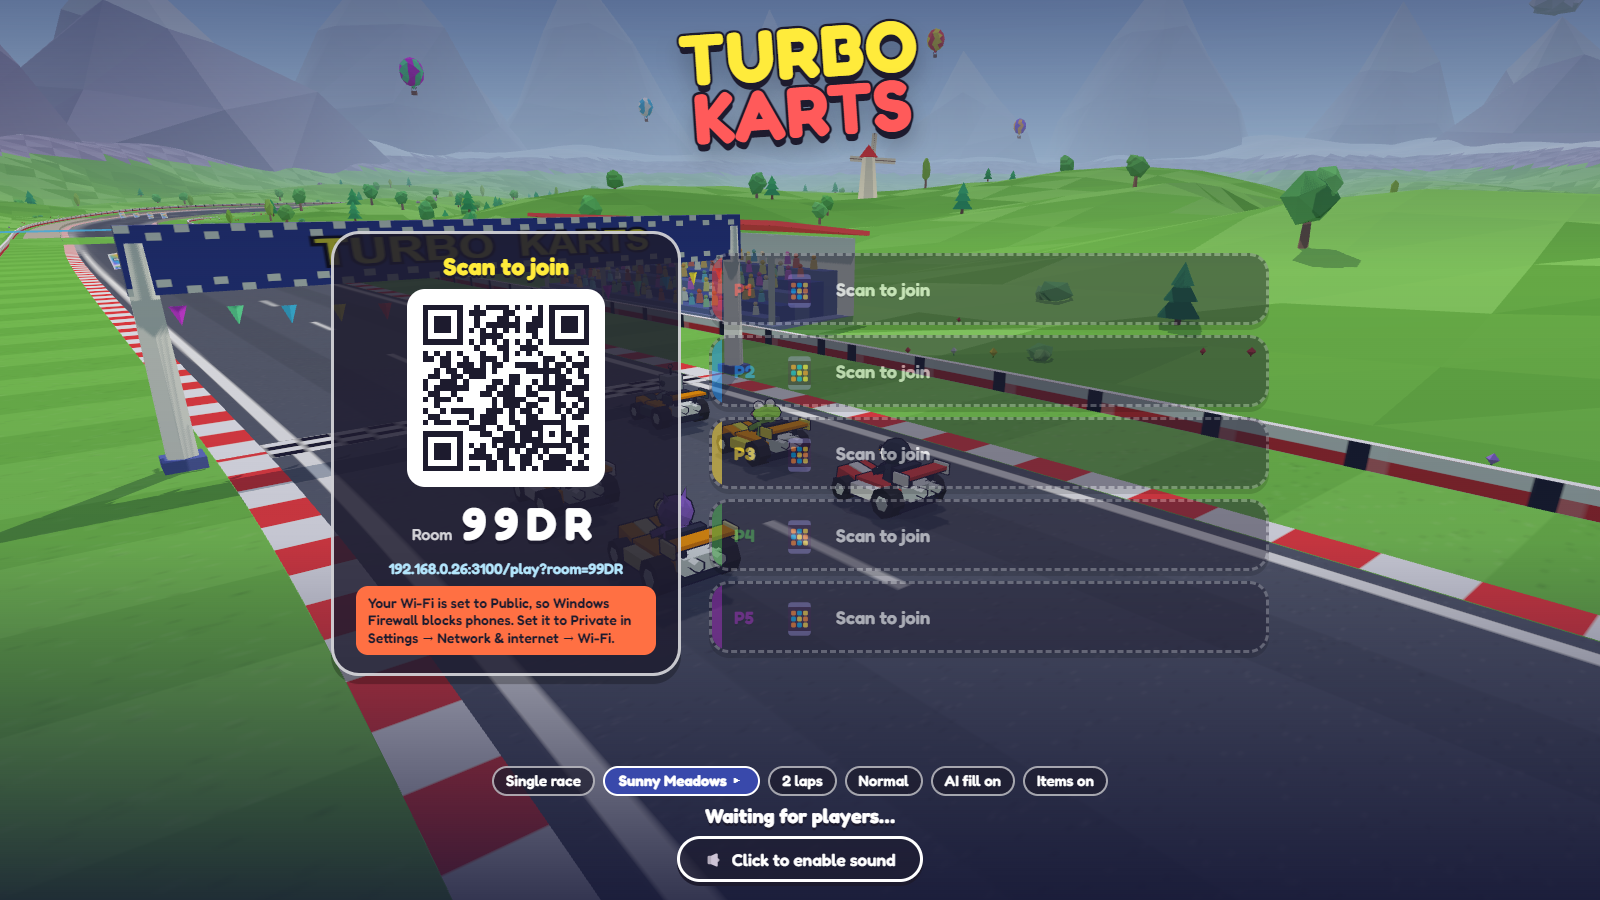 TURBO
KARTS
TURBO KARTS
Scan to join
Room 99DR
192.168.0.26:3100/play?room=99DR
Your Wi-Fi is set to Public, so Windows
Firewall blocks phones. Set it to Private in
Settings → Network & internet → Wi-Fi.
P1 Scan to join
P2 Scan to join
P3 Scan to join
P4 Scan to join
P5 Scan to join
Single race
Sunny Meadows
2 laps
Normal
AI fill on
Items on
Waiting for players...
Click to enable sound